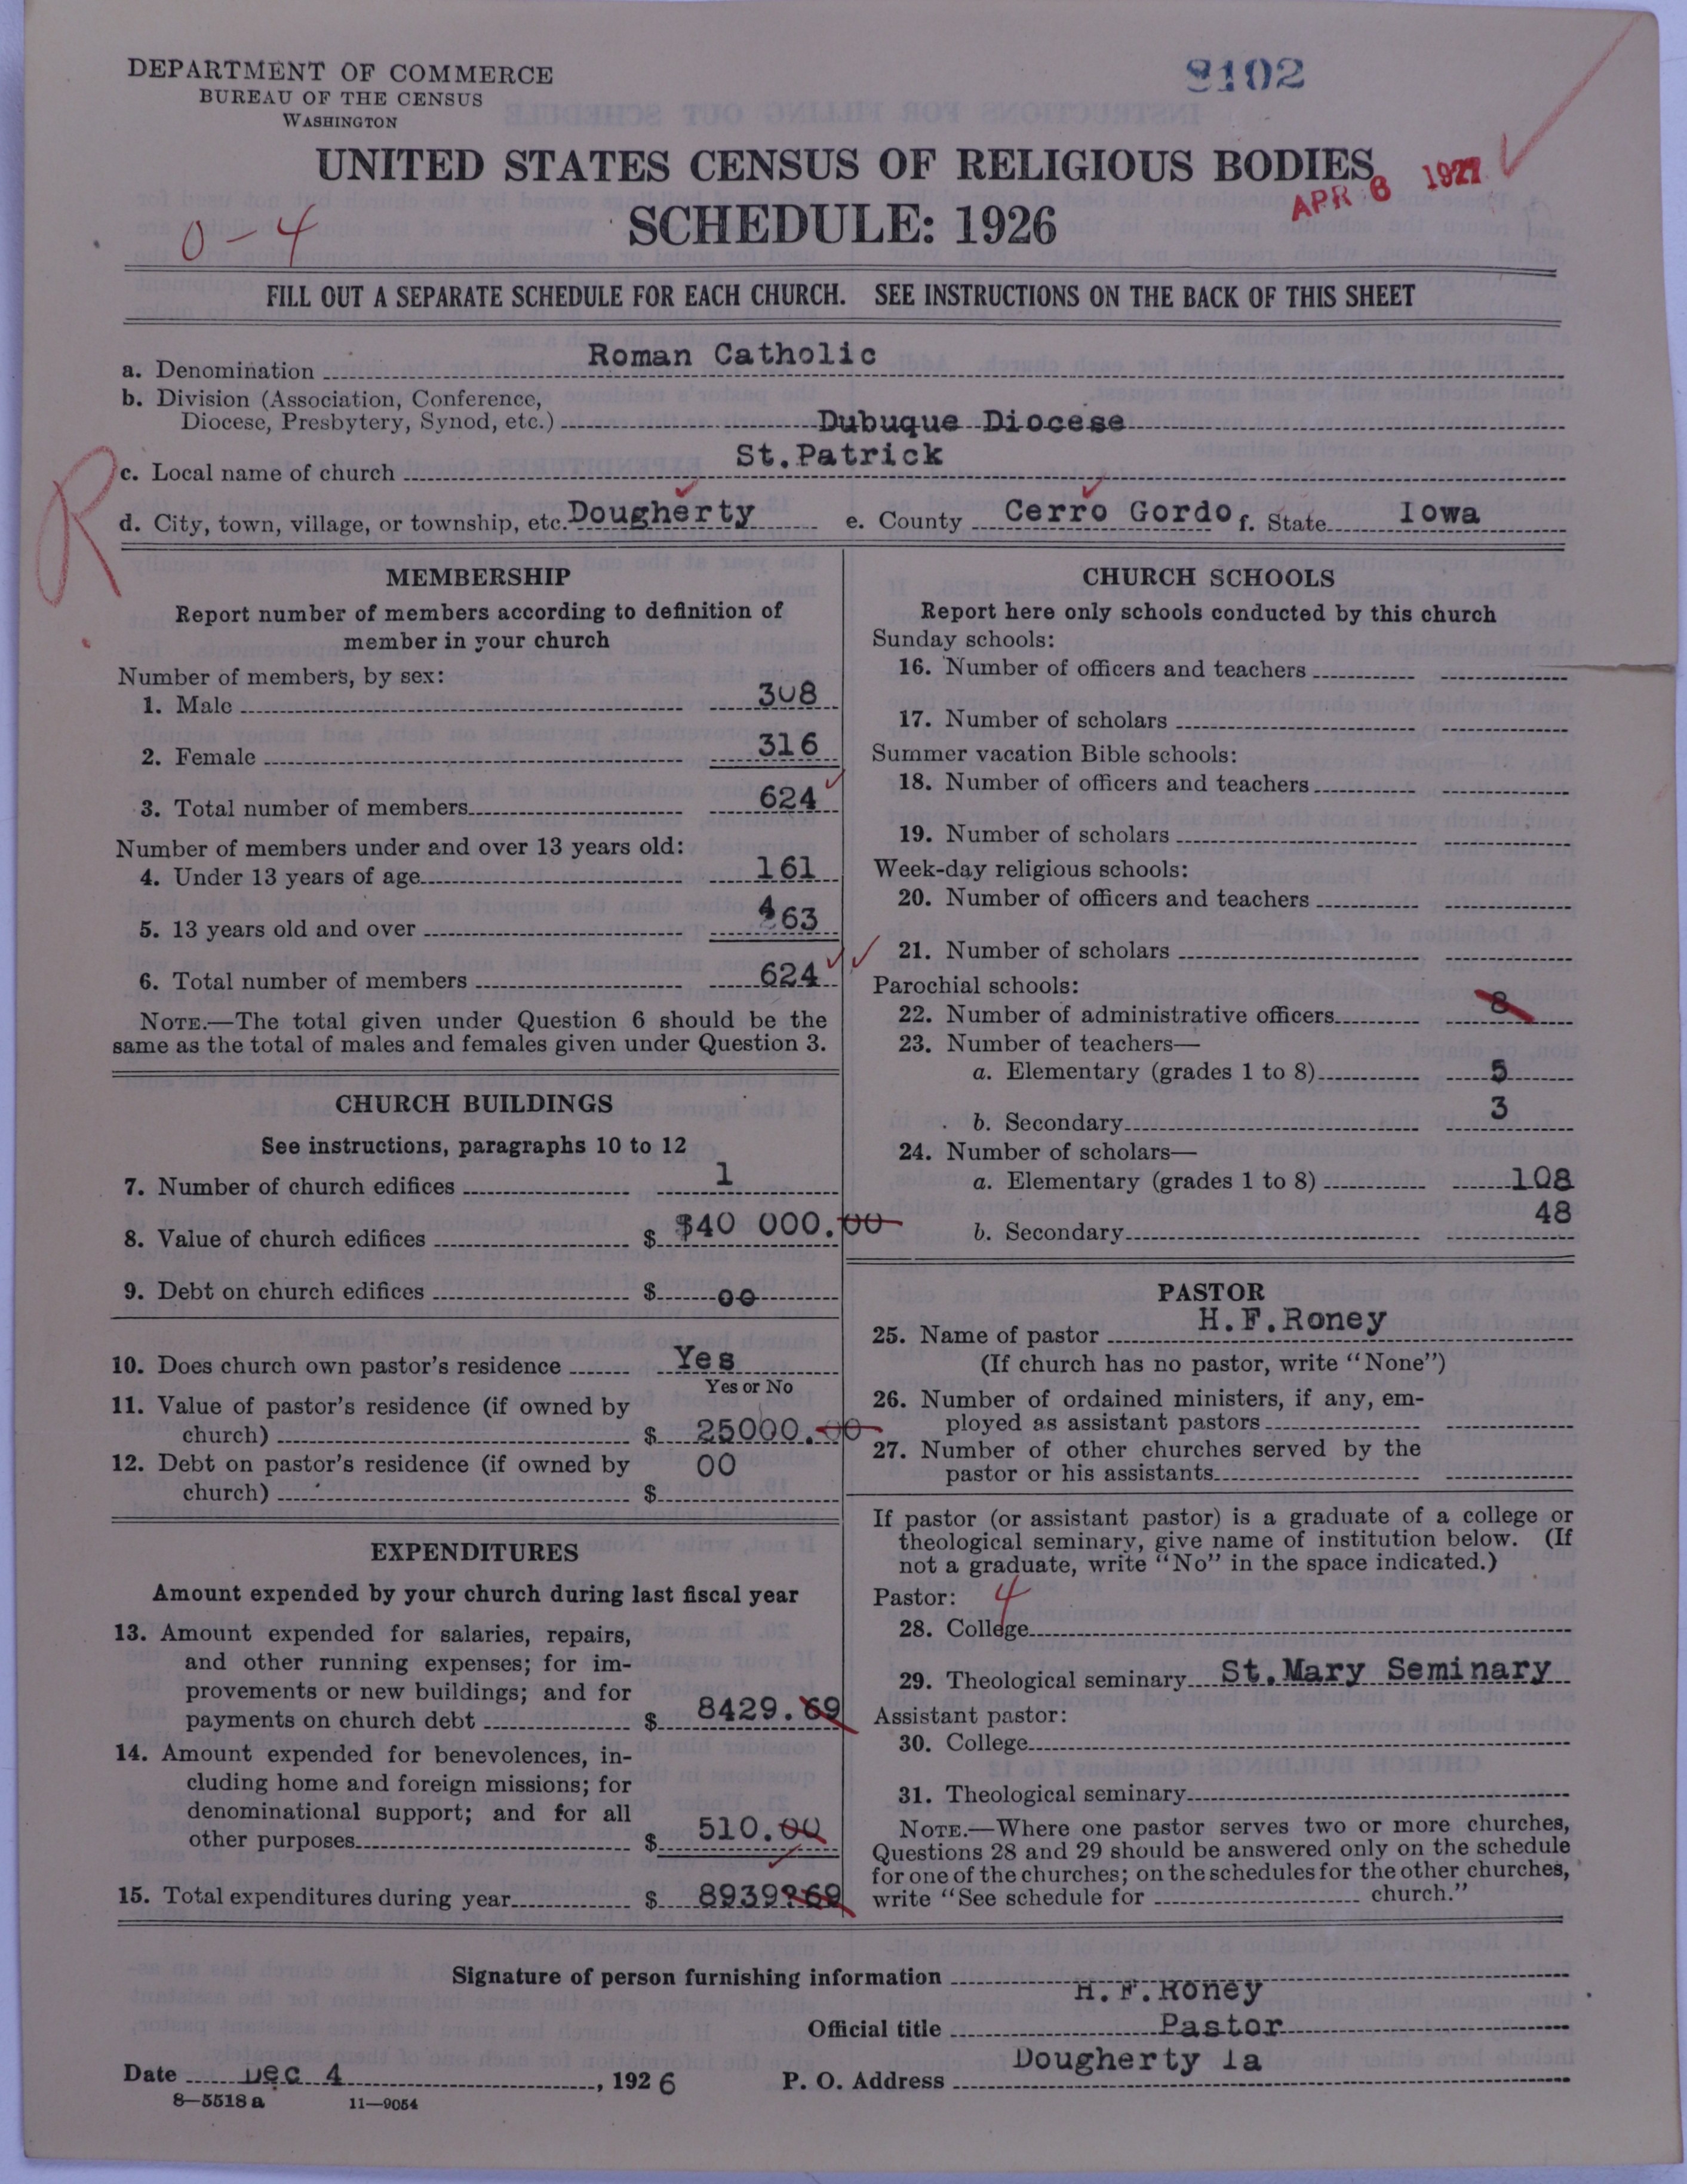 DEPARTMENT OF COMMERCE
BUREAU OF THE CENSUS
WASHINGTON
9102
UNITED STATES CENSUS OF RELIGIOUS BODIES
APR 8 1927
0-4
SCHEDULE: 1926
FILL OUT A SEPARATE SCHEDULE FOR EACH CHURCH. SEE INSTRUCTIONS ON THE BACK OF THIS SHEET
a. Denomination Roman Catholic
b. Division (Association, Conference,
Diocese, Presbytery, Synod, etc.) Dubuque Diocese
R
c. Local name of church St.Patrick
d. City, town, village, or township, etc. Dougherty e. County Cerro Gordo f. State Iowa
MEMBERSHIP
Report number of members according to definition of
member in your church
Number of members, by sex:
1. Male 308
2. Female 316
3. Total number of members 624
Number of members under and over 13 years old:
4. Under 13 years of age 161
5. 13 years old and over 463
6. Total number of members 624
NOTE.—The total given under Question 6 should be the
same as the total of males and females given under Question 3.
CHURCH BUILDINGS
See instructions, paragraphs 10 to 12
7. Number of church edifices 1
8. Value of church edifices $ $40 000.00
9. Debt on church edifices $ 00
10. Does church own pastor's residence Yes
Yes or No
11. Value of pastor's residence (if owned by
church) $ 25000.00
12. Debt on pastor's residence (if owned by 00
church) $
EXPENDITURES
Amount expended by your church during last fiscal year
13. Amount expended for salaries, repairs,
and other running expenses; for im-
provements or new buildings; and for
payments on church debt $ 8429.69
14. Amount expended for benevolences, in-
cluding home and foreign missions; for
denominational support; and for all
other purposes $ 510.00
15. Total expenditures during year $ 8939.69
CHURCH SCHOOLS
Report here only schools conducted by this church
Sunday schools:
16. Number of officers and teachers
17. Number of scholars
Summer vacation Bible schools:
18. Number of officers and teachers
19. Number of scholars
Week-day religious schools:
20. Number of officers and teachers
21. Number of scholars
Parochial schools:
22. Number of administrative officers 8
23. Number of teachers—
a. Elementary (grades 1 to 8) 5
b. Secondary 3
24. Number of scholars—
a. Elementary (grades 1 to 8) 108
b. Secondary 48
PASTOR
25. Name of pastor H.F.Roney
(If church has no pastor, write "None")
26. Number of ordained ministers, if any, em-
ployed as assistant pastors
27. Number of other churches served by the
pastor or his assistants
If pastor (or assistant pastor) is a graduate of a college or
theological seminary, give name of institution below. (If
not a graduate, write "No" in the space indicated.)
Pastor: 4
28. College
29. Theological seminary St.Mary Seminary
Assistant pastor:
30. College
31. Theological seminary
NOTE.—Where one pastor serves two or more churches,
Questions 28 and 29 should be answered only on the schedule
for one of the churches; on the schedules for the other churches,
write "See schedule for church."
Signature of person furnishing information H.F.Roney
Official title Pastor
Date Dec 4, 1926 P. O. Address Dougherty Ia
8—5518 a 11—9054